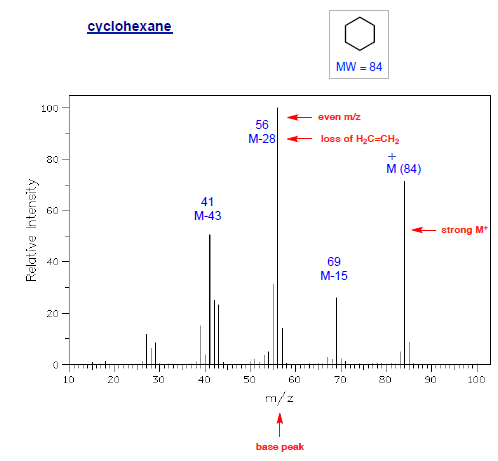 cyclohexane
MW = 84
56
M-28
even m/z
loss of H₂C=CH₂
+
M (84)
41
M-43
strong M⁺
69
M-15
Relative Intensity
100
80
60
40
20
0
10 20 30 40 50 60 70 80 90 100
m/z
base peak